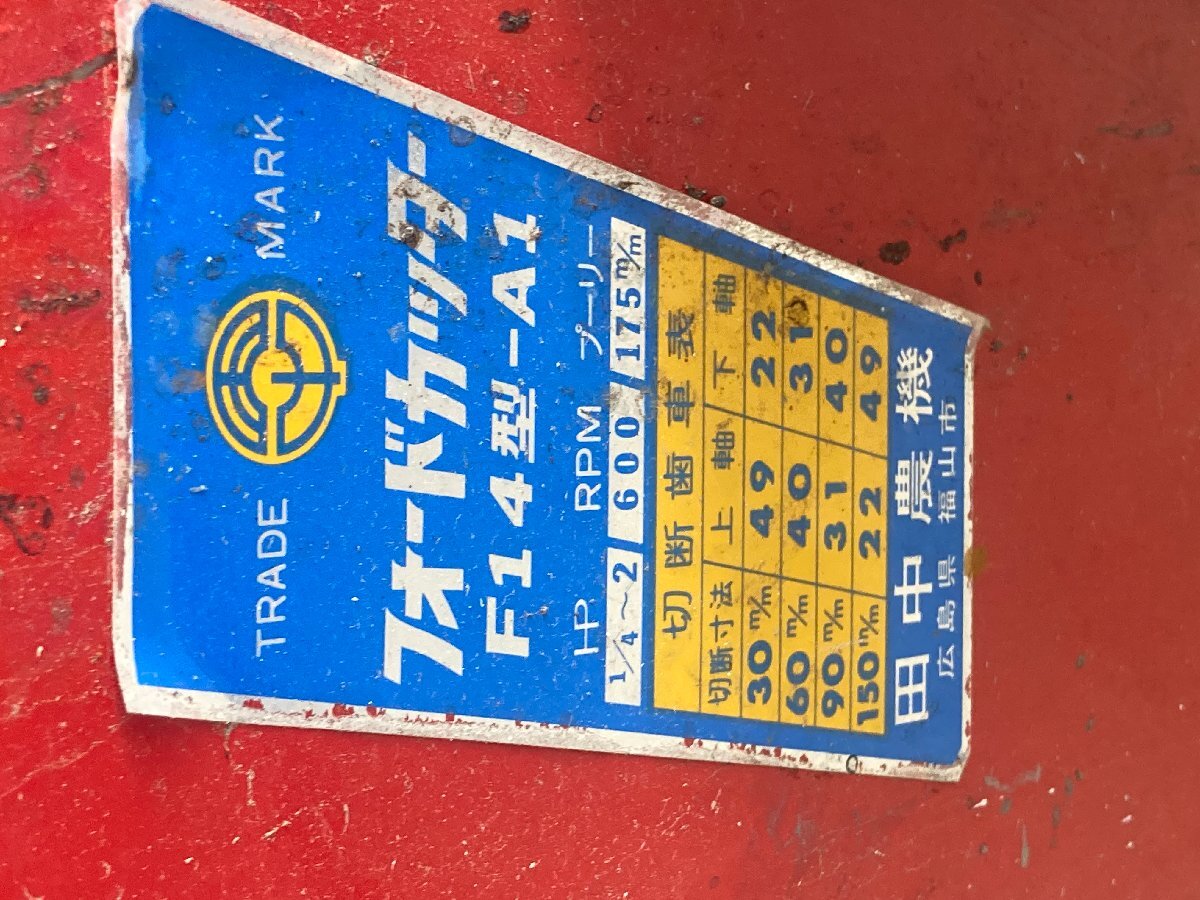 TRADE MARK
フォードカッター
F14型-A1
HP RPM プーリー
1/4~2 600 175m/m
切断歯車表
切断寸法 上軸 下軸
30m/m 49 22
60m/m 40 31
90m/m 31 40
150m/m 22 49
田中農機
広島県福山市